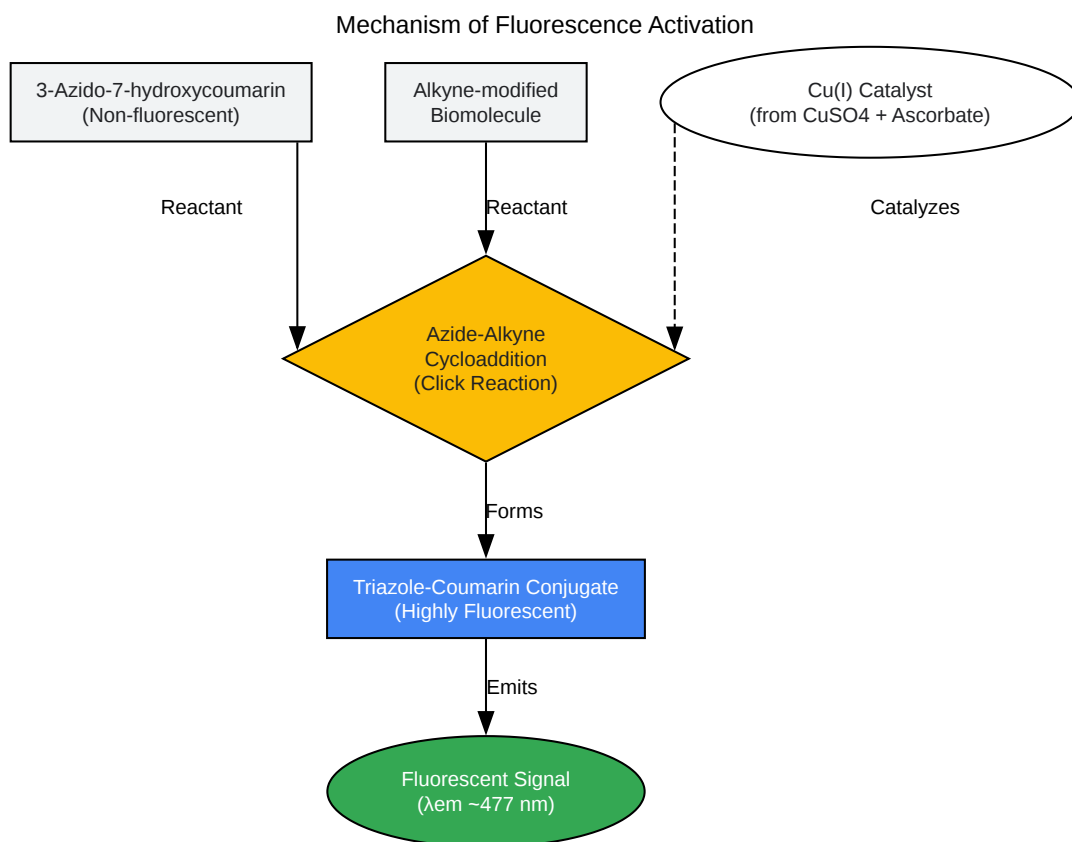 Mechanism of Fluorescence Activation
3-Azido-7-hydroxycoumarin
(Non-fluorescent)
Alkyne-modified
Biomolecule
Cu(I) Catalyst
(from CuSO4 + Ascorbate)
Reactant
Reactant
Catalyzes
Azide-Alkyne
Cycloaddition
(Click Reaction)
Forms
Triazole-Coumarin Conjugate
(Highly Fluorescent)
Emits
Fluorescent Signal
(λem ~477 nm)